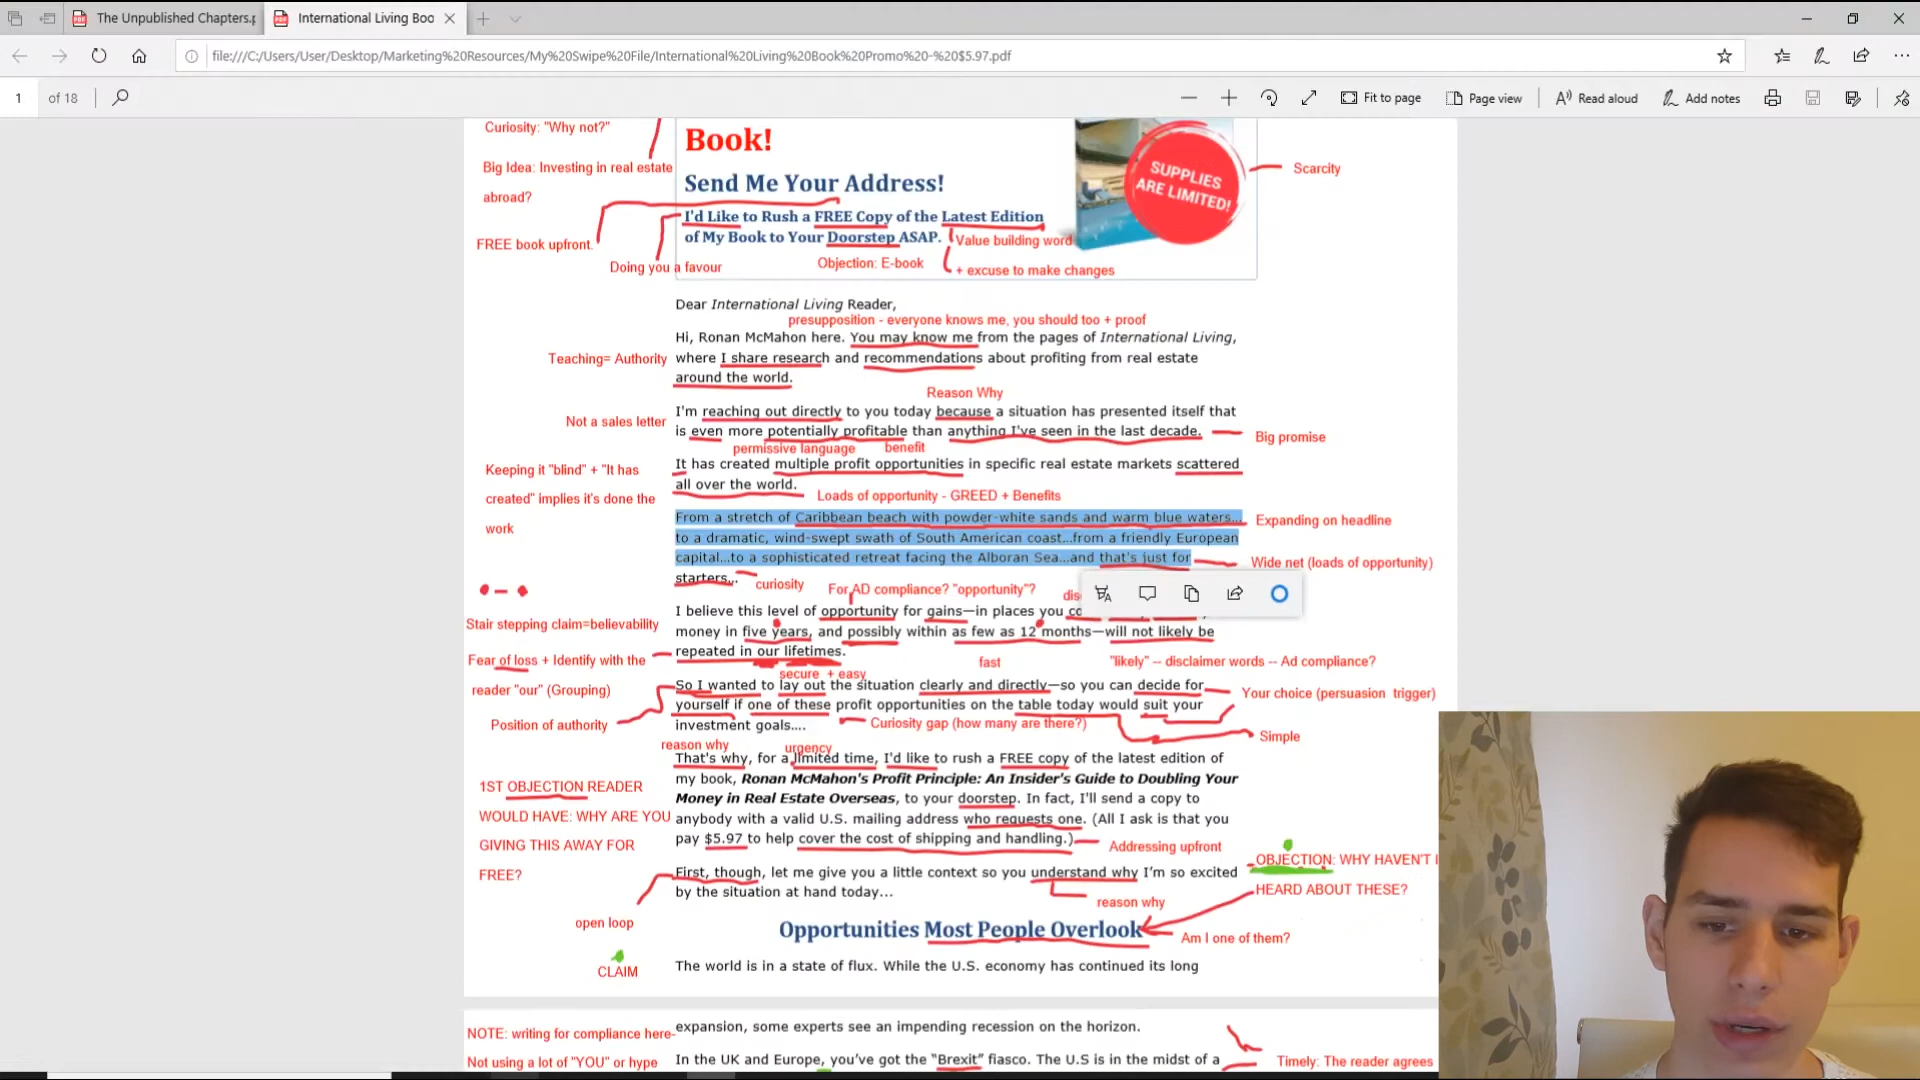 The Unpublished Chapters.p
International Living Boo
file:///C:/Users/User/Desktop/Marketing%20Resources/My%20Swipe%20File/International%20Living%20Book%20Promo%20-%20$5.97.pdf
1 of 18
Fit to page
Page view
Read aloud
Add notes
Curiosity: "Why not?"
Book!
Big Idea: Investing in real estate
abroad?
SUPPLIES
ARE LIMITED!
Scarcity
Send Me Your Address!
I'd Like to Rush a FREE Copy of the Latest Edition
of My Book to Your Doorstep ASAP.
Value building word
FREE book upfront.
Doing you a favour
Objection: E-book
+ excuse to make changes
Dear International Living Reader,
presupposition - everyone knows me, you should too + proof
Hi, Ronan McMahon here. You may know me from the pages of International Living,
Teaching= Authority
where I share research and recommendations about profiting from real estate
around the world.
Reason Why
Not a sales letter
I'm reaching out directly to you today because a situation has presented itself that
is even more potentially profitable than anything I've seen in the last decade.
Big promise
permissive language
benefit
Keeping it "blind" + "It has
created" implies it's done the
work
It has created multiple profit opportunities in specific real estate markets scattered
all over the world.
Loads of opportunity - GREED + Benefits
From a stretch of Caribbean beach with powder-white sands and warm blue waters...
Expanding on headline
to a dramatic, wind-swept swath of South American coast...from a friendly European
capital...to a sophisticated retreat facing the Alboran Sea...and that's just for
Wide net (loads of opportunity)
starters...
curiosity
For AD compliance? "opportunity"?
I believe this level of opportunity for gains—in places you
Stair stepping claim=believability
money in five years, and possibly within as few as 12 months—will not likely be
repeated in our lifetimes.
Fear of loss + Identify with the
reader "our" (Grouping)
fast
"likely" -- disclaimer words -- Ad compliance?
secure + easy
So I wanted to lay out the situation clearly and directly—so you can decide for
Your choice (persuasion trigger)
yourself if one of these profit opportunities on the table today would suit your
investment goals....
Position of authority
Curiosity gap (how many are there?)
Simple
reason why
urgency
That's why, for a limited time, I'd like to rush a FREE copy of the latest edition of
my book, Ronan McMahon's Profit Principle: An Insider's Guide to Doubling Your
Money in Real Estate Overseas, to your doorstep. In fact, I'll send a copy to
anybody with a valid U.S. mailing address who requests one. (All I ask is that you
pay $5.97 to help cover the cost of shipping and handling.)
1ST OBJECTION READER
WOULD HAVE: WHY ARE YOU
GIVING THIS AWAY FOR
FREE?
Addressing upfront
OBJECTION: WHY HAVEN'T I
HEARD ABOUT THESE?
First, though, let me give you a little context so you understand why I'm so excited
by the situation at hand today...
reason why
open loop
Opportunities Most People Overlook
Am I one of them?
CLAIM
The world is in a state of flux. While the U.S. economy has continued its long
NOTE: writing for compliance here-
expansion, some experts see an impending recession on the horizon.
Not using a lot of "YOU" or hype
In the UK and Europe, you've got the "Brexit" fiasco. The U.S is in the midst of a
Timely: The reader agrees